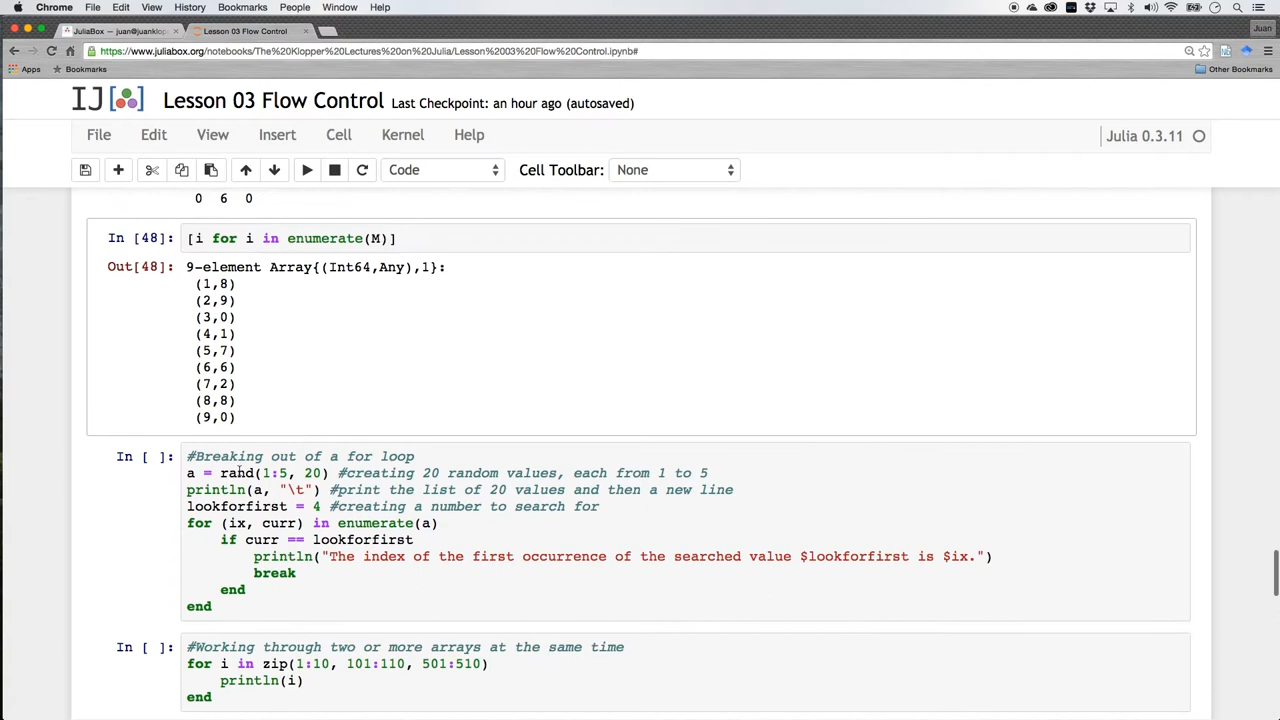 Chrome File Edit View History Bookmarks People Window Help
JuliaBox — juan@juanklop Lesson 03 Flow Control Juan
https://www.juliabox.org/notebooks/The%20Klopper%20Lectures%20on%20Julia/Lesson%2003%20Flow%20Control.ipynb#
Apps Bookmarks Other Bookmarks
IJ[ ] Lesson 03 Flow Control Last Checkpoint: an hour ago (autosaved)
File Edit View Insert Cell Kernel Help Julia 0.3.11
Code Cell Toolbar: None
0 6 0
In [48]: [i for i in enumerate(M)]
Out[48]: 9-element Array{(Int64,Any),1}:
(1,8)
(2,9)
(3,0)
(4,1)
(5,7)
(6,6)
(7,2)
(8,8)
(9,0)
In [ ]: #Breaking out of a for loop
a = rand(1:5, 20) #creating 20 random values, each from 1 to 5
println(a, "\t") #print the list of 20 values and then a new line
lookforfirst = 4 #creating a number to search for
for (ix, curr) in enumerate(a)
if curr == lookforfirst
println("The index of the first occurrence of the searched value $lookforfirst is $ix.")
break
end
end
In [ ]: #Working through two or more arrays at the same time
for i in zip(1:10, 101:110, 501:510)
println(i)
end